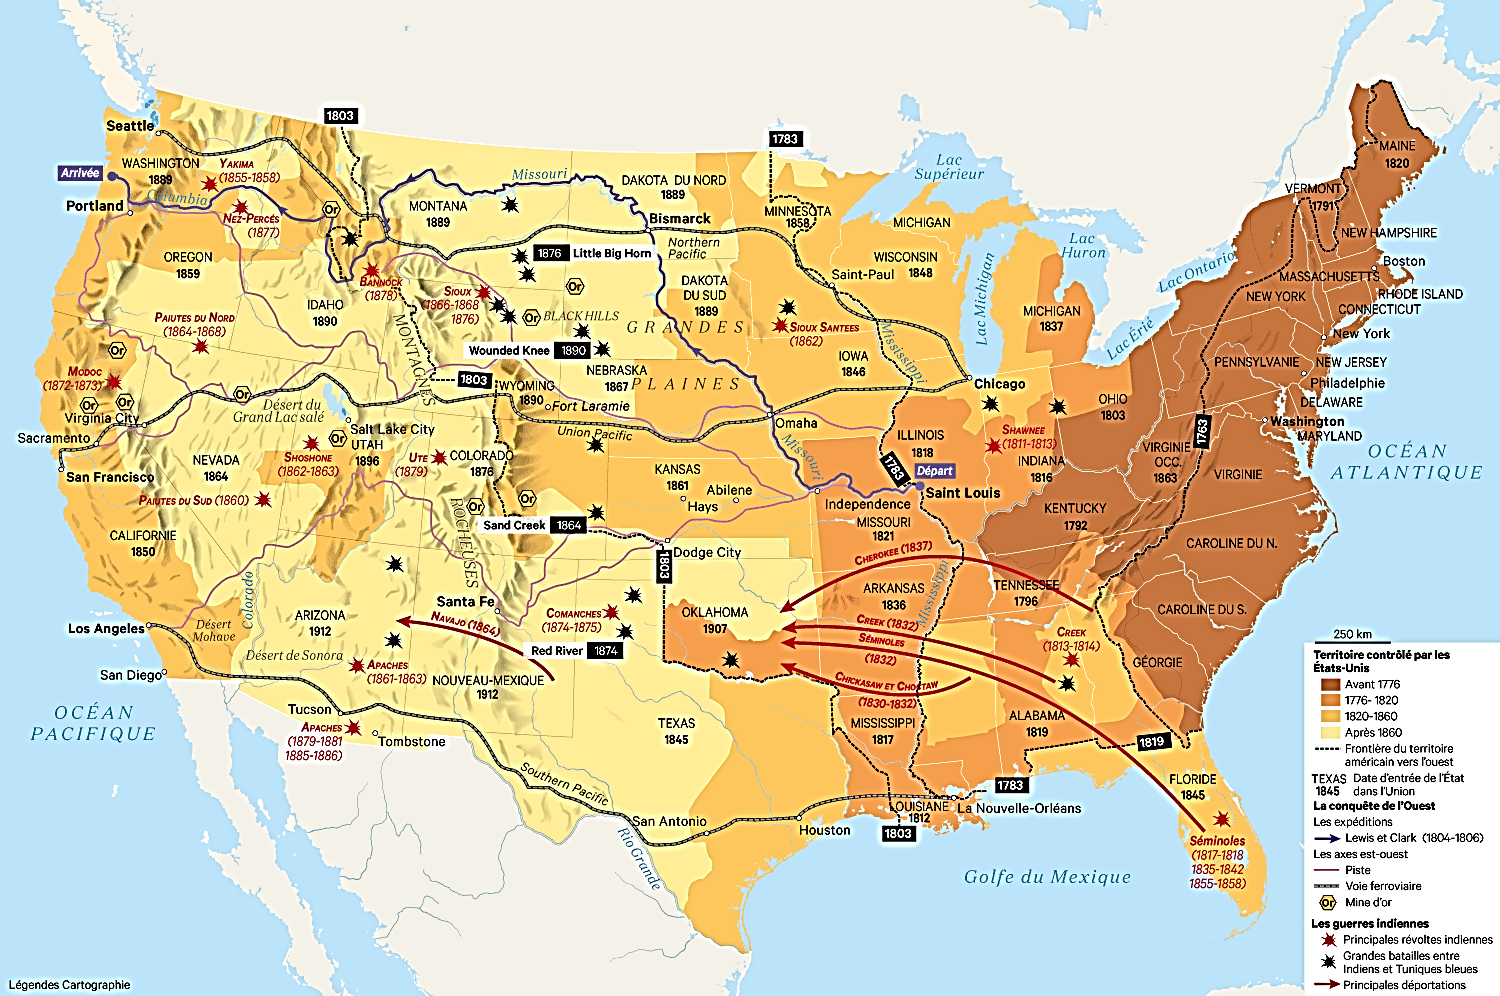 1803
1783
Seattle
WASHINGTON
1889
YAKIMA
(1855-1858)
Arrivée
Columbia
Portland
NEZ-PERCÉS
(1877)
Or
OREGON
1859
MONTANA
1889
Missouri
DAKOTA DU NORD
1889
Bismarck
Northern
Pacific
1876 Little Big Horn
BANNOCK
(1878)
IDAHO
1890
SIOUX
(1866-1868
1876)
Or
Or
BLACK HILLS
DAKOTA
DU SUD
1889
MINNESOTA
1858
Lac
Supérieur
MICHIGAN
WISCONSIN
1848
Saint-Paul
Lac
Huron
Lac Michigan
MICHIGAN
1837
Lac Érié
Lac Ontario
MAINE
1820
VERMONT
1791
NEW HAMPSHIRE
Boston
MASSACHUSETTS
RHODE ISLAND
NEW YORK
CONNECTICUT
New York
PENNSYLVANIE
NEW JERSEY
Philadelphie
DELAWARE
Washington
MARYLAND
OCÉAN
ATLANTIQUE
PAIUTES DU NORD
(1864-1868)
Or
MODOC
(1872-1873)
Or
Or
Or
Virginia City
Sacramento
San Francisco
Désert du
Grand Lac salé
Salt Lake City
Or
UTAH
1896
SHOSHONE
(1862-1863)
NEVADA
1864
PAIUTES DU SUD (1860)
UTE
(1879)
COLORADO
1876
CALIFORNIE
1850
MONTAGNES
ROCHEUSES
GRANDES
PLAINES
Wounded Knee 1890
NEBRASKA
1867
1803
WYOMING
1890
Fort Laramie
Union Pacific
Omaha
SIOUX SANTEES
(1862)
IOWA
1846
Mississippi
Chicago
ILLINOIS
1818
1783
Départ
Saint Louis
SHAWNEE
(1811-1813)
INDIANA
1816
OHIO
1803
VIRGINIE
OCC.
1863
1763
VIRGINIE
KENTUCKY
1792
CAROLINE DU N.
CAROLINE DU S.
KANSAS
1861
Abilene
Hays
Missouri
Independence
MISSOURI
1821
Or
Or
Sand Creek 1864
Dodge City
1803
CHEROKEE (1837)
ARKANSAS
1836
Mississippi
TENNESSEE
1796
CREEK (1832)
SÉMINOLES
(1832)
CHICKASAW ET CHOCTAW
(1830-1832)
CREEK
(1813-1814)
GÉORGIE
OKLAHOMA
1907
COMANCHES
(1874-1875)
Red River 1874
Santa Fe
NAVAJO (1864)
Colorado
ARIZONA
1912
Los Angeles
Désert
Mohave
Désert de Sonora
San Diego
APACHES
(1861-1863)
NOUVEAU-MEXIQUE
1912
Tucson
APACHES
(1879-1881
1885-1886)
Tombstone
OCÉAN
PACIFIQUE
Southern Pacific
TEXAS
1845
San Antonio
Rio Grande
Houston
MISSISSIPPI
1817
ALABAMA
1819
1819
1783
LOUISIANE
1812
La Nouvelle-Orléans
1803
FLORIDE
1845
Séminoles
(1817-1818
1835-1842
1855-1858)
Golfe du Mexique
250 km
Territoire contrôlé par les
États-Unis
Avant 1776
1776- 1820
1820-1860
Après 1860
Frontière du territoire
américain vers l'ouest
TEXAS Date d'entrée de l'État
1845 dans l'Union
La conquête de l'Ouest
Les expéditions
Lewis et Clark (1804-1806)
Les axes est-ouest
Piste
Voie ferroviaire
Or Mine d'or
Les guerres indiennes
Principales révoltes indiennes
Grandes batailles entre
Indiens et Tuniques bleues
Principales déportations
Légendes Cartographie